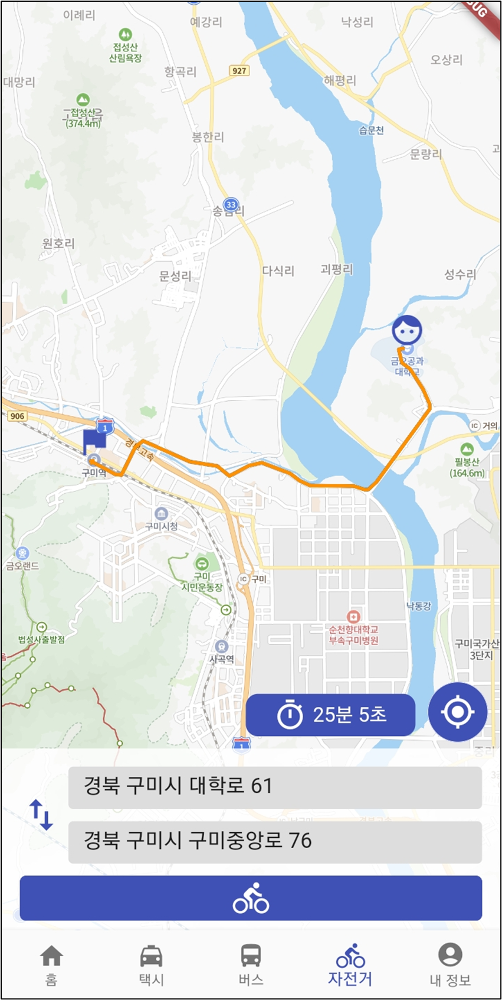 이례리
예강리
낙성리
접성산
산림욕장
오상리
항곡리
927
해평리
대망리
접성산
(374.4m)
습문천
봉한리
문량리
33
원호리
문성리
다식리
괴평리
성수리
금오공과
대학교
906
1
IC 거의
경부고속
구미역
필봉산
(164.6m)
구미시청
금오랜드
구미
시민운동장
IC 구미
낙동강
순천향대학교
부속구미병원
법성사출발점
구미국가산
3단지
사곡역
25분 5초
1
중리
경북 구미시 대학로 61
경북 구미시 구미중앙로 76
홈
택시
버스
자전거
내 정보